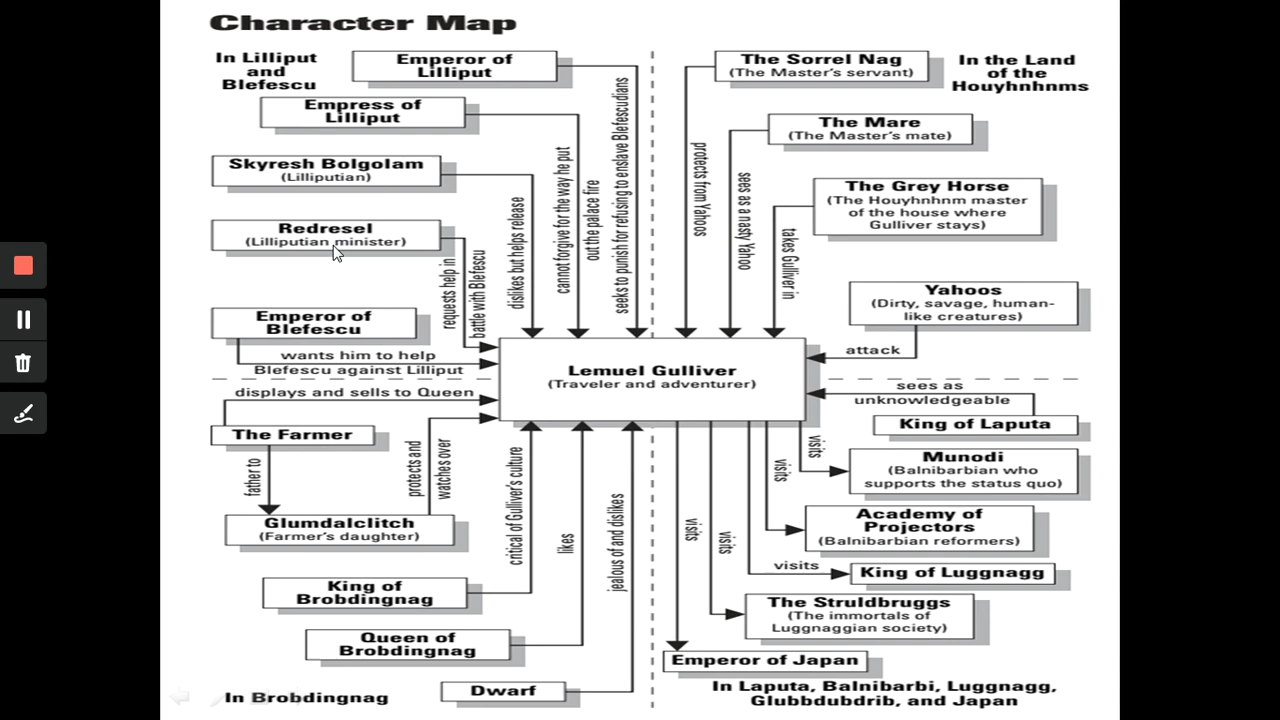 Character Map
In Lilliput
and
Blefescu
Emperor of
Lilliput
Empress of
Lilliput
Skyresh Bolgolam
(Lilliputian)
Redresel
(Lilliputian minister)
Emperor of
Blefescu
requests help in
battle with Blefescu
dislikes but helps release
cannot forgive for the way he put
out the palace fire
seeks to punish for refusing to enslave Blefescudians
wants him to help
Blefescu against Lilliput
The Sorrel Nag
(The Master's servant)
In the Land
of the
Houyhnhnms
The Mare
(The Master's mate)
The Grey Horse
(The Houyhnhnm master
of the house where
Gulliver stays)
Yahoos
(Dirty, savage, human-
like creatures)
protects from Yahoos
sees as a nasty Yahoo
takes Gulliver in
attack
Lemuel Gulliver
(Traveler and adventurer)
displays and sells to Queen
The Farmer
father to
protects and
watches over
Glumdalclitch
(Farmer's daughter)
critical of Gulliver's culture
likes
jealous of and dislikes
King of
Brobdingnag
Queen of
Brobdingnag
Dwarf
In Brobdingnag
sees as
unknowledgeable
King of Laputa
visits
Munodi
(Balnibarbian who
supports the status quo)
visits
Academy of
Projectors
(Balnibarbian reformers)
visits
King of Luggnagg
visits
The Struldbruggs
(The immortals of
Luggnaggian society)
visits
Emperor of Japan
In Laputa, Balnibarbi, Luggnagg,
Glubbdubdrib, and Japan